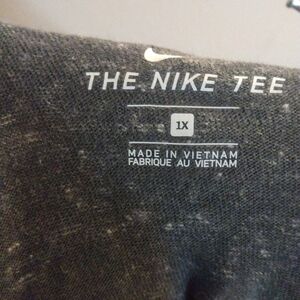 THE NIKE TEE
1X
MADE IN VIETNAM
FABRIQUE AU VIETNAM